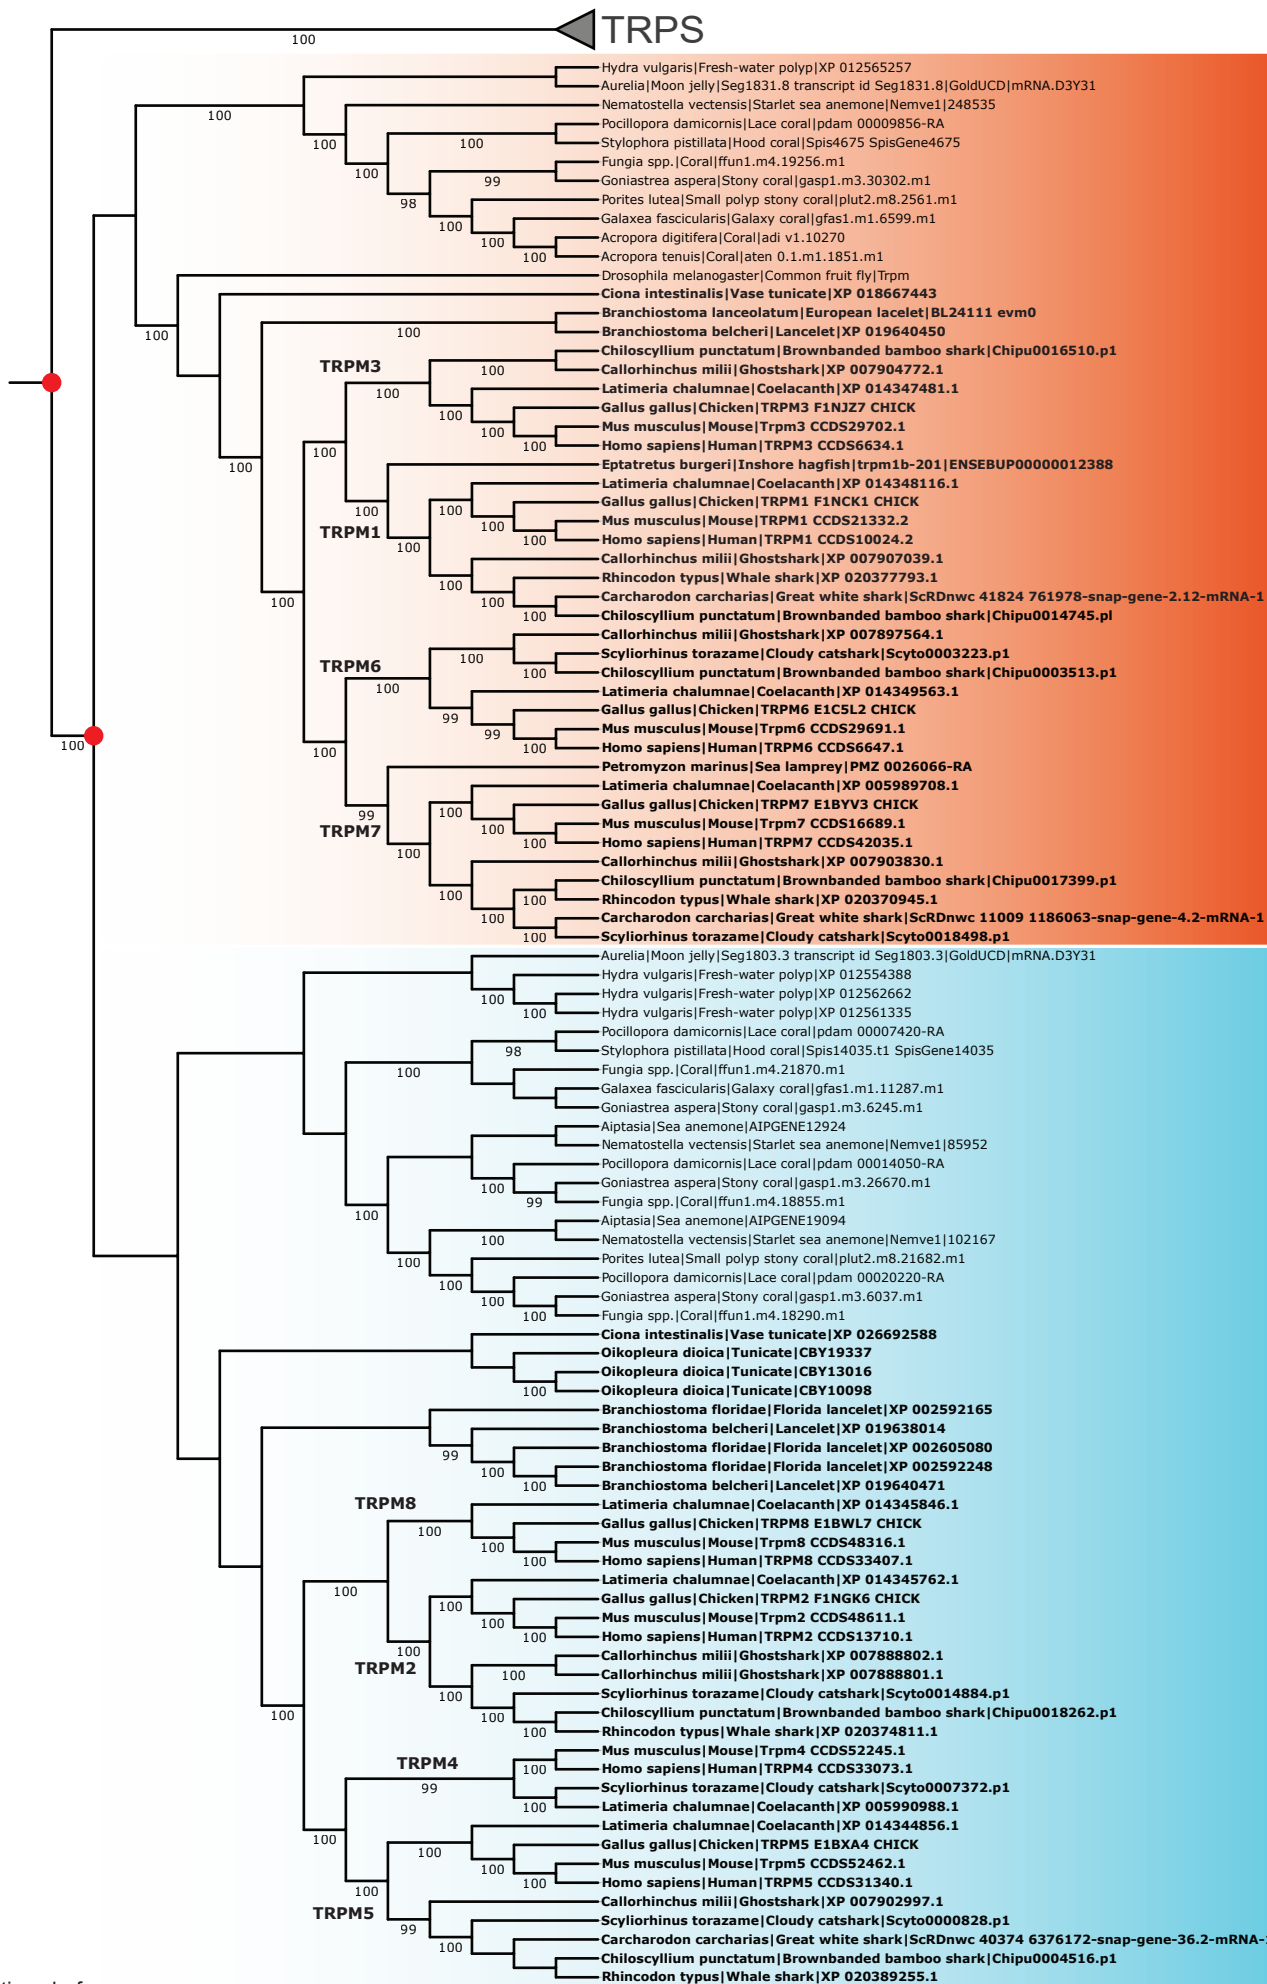 TRPS
100
Hydra vulgaris|Fresh-water polyp|XP 012565257
Aurelia|Moon jelly|Seg1831.8 transcript id Seg1831.8|GoldUCD|mRNA.D3Y31
100
Nematostella vectensis|Starlet sea anemone|Nemve1|248535
Pocillopora damicornis|Lace coral|pdam 00009856-RA
100
100
Stylophora pistillata|Hood coral|Spis4675 SpisGene4675
Fungia spp.|Coral|ffun1.m4.19256.m1
100
99
Goniastrea aspera|Stony coral|gasp1.m3.30302.m1
Porites lutea|Small polyp stony coral|plut2.m8.2561.m1
98
Galaxea fascicularis|Galaxy coral|gfas1.m1.6599.m1
100
Acropora digitifera|Coral|adi v1.10270
100
Acropora tenuis|Coral|aten 0.1.m1.1851.m1
100
Drosophila melanogaster|Common fruit fly|Trpm
Ciona intestinalis|Vase tunicate|XP 018667443
Branchiostoma lanceolatum|European lacelet|BL24111 evm0
100
100
Branchiostoma belcheri|Lancelet|XP 019640450
Chiloscyllium punctatum|Brownbanded bamboo shark|Chipu0016510.p1
TRPM3
100
Callorhinchus milii|Ghostshark|XP 007904772.1
100
Latimeria chalumnae|Coelacanth|XP 014347481.1
Gallus gallus|Chicken|TRPM3 F1NJZ7 CHICK
100
Mus musculus|Mouse|Trpm3 CCDS29702.1
100
Homo sapiens|Human|TRPM3 CCDS6634.1
100
100
Eptatretus burgeri|Inshore hagfish|trpm1b-201|ENSEBUP00000012388
100
Latimeria chalumnae|Coelacanth|XP 014348116.1
Gallus gallus|Chicken|TRPM1 F1NCK1 CHICK
100
100
Mus musculus|Mouse|TRPM1 CCDS21332.2
100
TRPM1
Homo sapiens|Human|TRPM1 CCDS10024.2
100
100
Callorhinchus milii|Ghostshark|XP 007907039.1
Rhincodon typus|Whale shark|XP 020377793.1
100
Carcharodon carcharias|Great white shark|ScRDnwc 41824 761978-snap-gene-2.12-mRNA-1
100
100
Chiloscyllium punctatum|Brownbanded bamboo shark|Chipu0014745.pl
100
Callorhinchus milii|Ghostshark|XP 007897564.1
Scyliorhinus torazame|Cloudy catshark|Scyto0003223.p1
100
TRPM6
Chiloscyllium punctatum|Brownbanded bamboo shark|Chipu0003513.p1
100
100
Latimeria chalumnae|Coelacanth|XP 014349563.1
Gallus gallus|Chicken|TRPM6 E1C5L2 CHICK
99
Mus musculus|Mouse|Trpm6 CCDS29691.1
99
Homo sapiens|Human|TRPM6 CCDS6647.1
100
100
100
Petromyzon marinus|Sea lamprey|PMZ 0026066-RA
Latimeria chalumnae|Coelacanth|XP 005989708.1
Gallus gallus|Chicken|TRPM7 E1BYV3 CHICK
99
100
Mus musculus|Mouse|Trpm7 CCDS16689.1
TRPM7
100
Homo sapiens|Human|TRPM7 CCDS42035.1
100
100
Callorhinchus milii|Ghostshark|XP 007903830.1
Chiloscyllium punctatum|Brownbanded bamboo shark|Chipu0017399.p1
Rhincodon typus|Whale shark|XP 020370945.1
100
100
Carcharodon carcharias|Great white shark|ScRDnwc 11009 1186063-snap-gene-4.2-mRNA-1
100
Scyliorhinus torazame|Cloudy catshark|Scyto0018498.p1
100
Aurelia|Moon jelly|Seg1803.3 transcript id Seg1803.3|GoldUCD|mRNA.D3Y31
Hydra vulgaris|Fresh-water polyp|XP 012554388
Hydra vulgaris|Fresh-water polyp|XP 012562662
100
Hydra vulgaris|Fresh-water polyp|XP 012561335
100
Pocillopora damicornis|Lace coral|pdam 00007420-RA
Stylophora pistillata|Hood coral|Spis14035.t1 SpisGene14035
98
Fungia spp.|Coral|ffun1.m4.21870.m1
100
Galaxea fascicularis|Galaxy coral|gfas1.m1.11287.m1
Goniastrea aspera|Stony coral|gasp1.m3.6245.m1
Aiptasia|Sea anemone|AIPGENE12924
Nematostella vectensis|Starlet sea anemone|Nemve1|85952
Pocillopora damicornis|Lace coral|pdam 00014050-RA
Goniastrea aspera|Stony coral|gasp1.m3.26670.m1
100
Fungia spp.|Coral|ffun1.m4.18855.m1
99
100
Aiptasia|Sea anemone|AIPGENE19094
Nematostella vectensis|Starlet sea anemone|Nemve1|102167
100
Porites lutea|Small polyp stony coral|plut2.m8.21682.m1
100
Pocillopora damicornis|Lace coral|pdam 00020220-RA
100
Goniastrea aspera|Stony coral|gasp1.m3.6037.m1
100
Fungia spp.|Coral|ffun1.m4.18290.m1
100
Ciona intestinalis|Vase tunicate|XP 026692588
Oikopleura dioica|Tunicate|CBY19337
Oikopleura dioica|Tunicate|CBY13016
Oikopleura dioica|Tunicate|CBY10098
100
Branchiostoma floridae|Florida lancelet|XP 002592165
Branchiostoma belcheri|Lancelet|XP 019638014
Branchiostoma floridae|Florida lancelet|XP 002605080
99
Branchiostoma floridae|Florida lancelet|XP 002592248
100
Branchiostoma belcheri|Lancelet|XP 019640471
100
Latimeria chalumnae|Coelacanth|XP 014345846.1
TRPM8
Gallus gallus|Chicken|TRPM8 E1BWL7 CHICK
100
Mus musculus|Mouse|Trpm8 CCDS48316.1
100
Homo sapiens|Human|TRPM8 CCDS33407.1
100
Latimeria chalumnae|Coelacanth|XP 014345762.1
100
Gallus gallus|Chicken|TRPM2 F1NGK6 CHICK
100
Mus musculus|Mouse|Trpm2 CCDS48611.1
100
Homo sapiens|Human|TRPM2 CCDS13710.1
100
100
Callorhinchus milii|Ghostshark|XP 007888802.1
TRPM2
100
Callorhinchus milii|Ghostshark|XP 007888801.1
Scyliorhinus torazame|Cloudy catshark|Scyto0014884.p1
100
Chiloscyllium punctatum|Brownbanded bamboo shark|Chipu0018262.p1
100
100
Rhincodon typus|Whale shark|XP 020374811.1
100
Mus musculus|Mouse|Trpm4 CCDS52245.1
TRPM4
Homo sapiens|Human|TRPM4 CCDS33073.1
100
99
Scyliorhinus torazame|Cloudy catshark|Scyto0007372.p1
Latimeria chalumnae|Coelacanth|XP 005990988.1
100
Latimeria chalumnae|Coelacanth|XP 014344856.1
100
Gallus gallus|Chicken|TRPM5 E1BXA4 CHICK
100
Mus musculus|Mouse|Trpm5 CCDS52462.1
100
Homo sapiens|Human|TRPM5 CCDS31340.1
100
100
Callorhinchus milii|Ghostshark|XP 007902997.1
TRPM5
Scyliorhinus torazame|Cloudy catshark|Scyto0000828.p1
99
Carcharodon carcharias|Great white shark|ScRDnwc 40374 6376172-snap-gene-36.2-mRNA-
100
Chiloscyllium punctatum|Brownbanded bamboo shark|Chipu0004516.p1
Rhincodon typus|Whale shark|XP 020389255.1